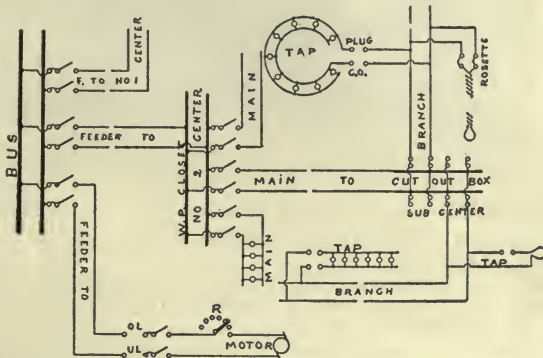 BUS
F. TO NO 1
CENTER
FEEDER TO
FEEDER TO
W.P. CLOSET
NO 2 CENTER
MAIN
TAP
PLUG
C.O.
BRANCH
ROSETTE
MAIN TO CUT OUT BOX
SUB CENTER
MAIN
TAP
TAP
BRANCH
OL
UL
R
MOTOR